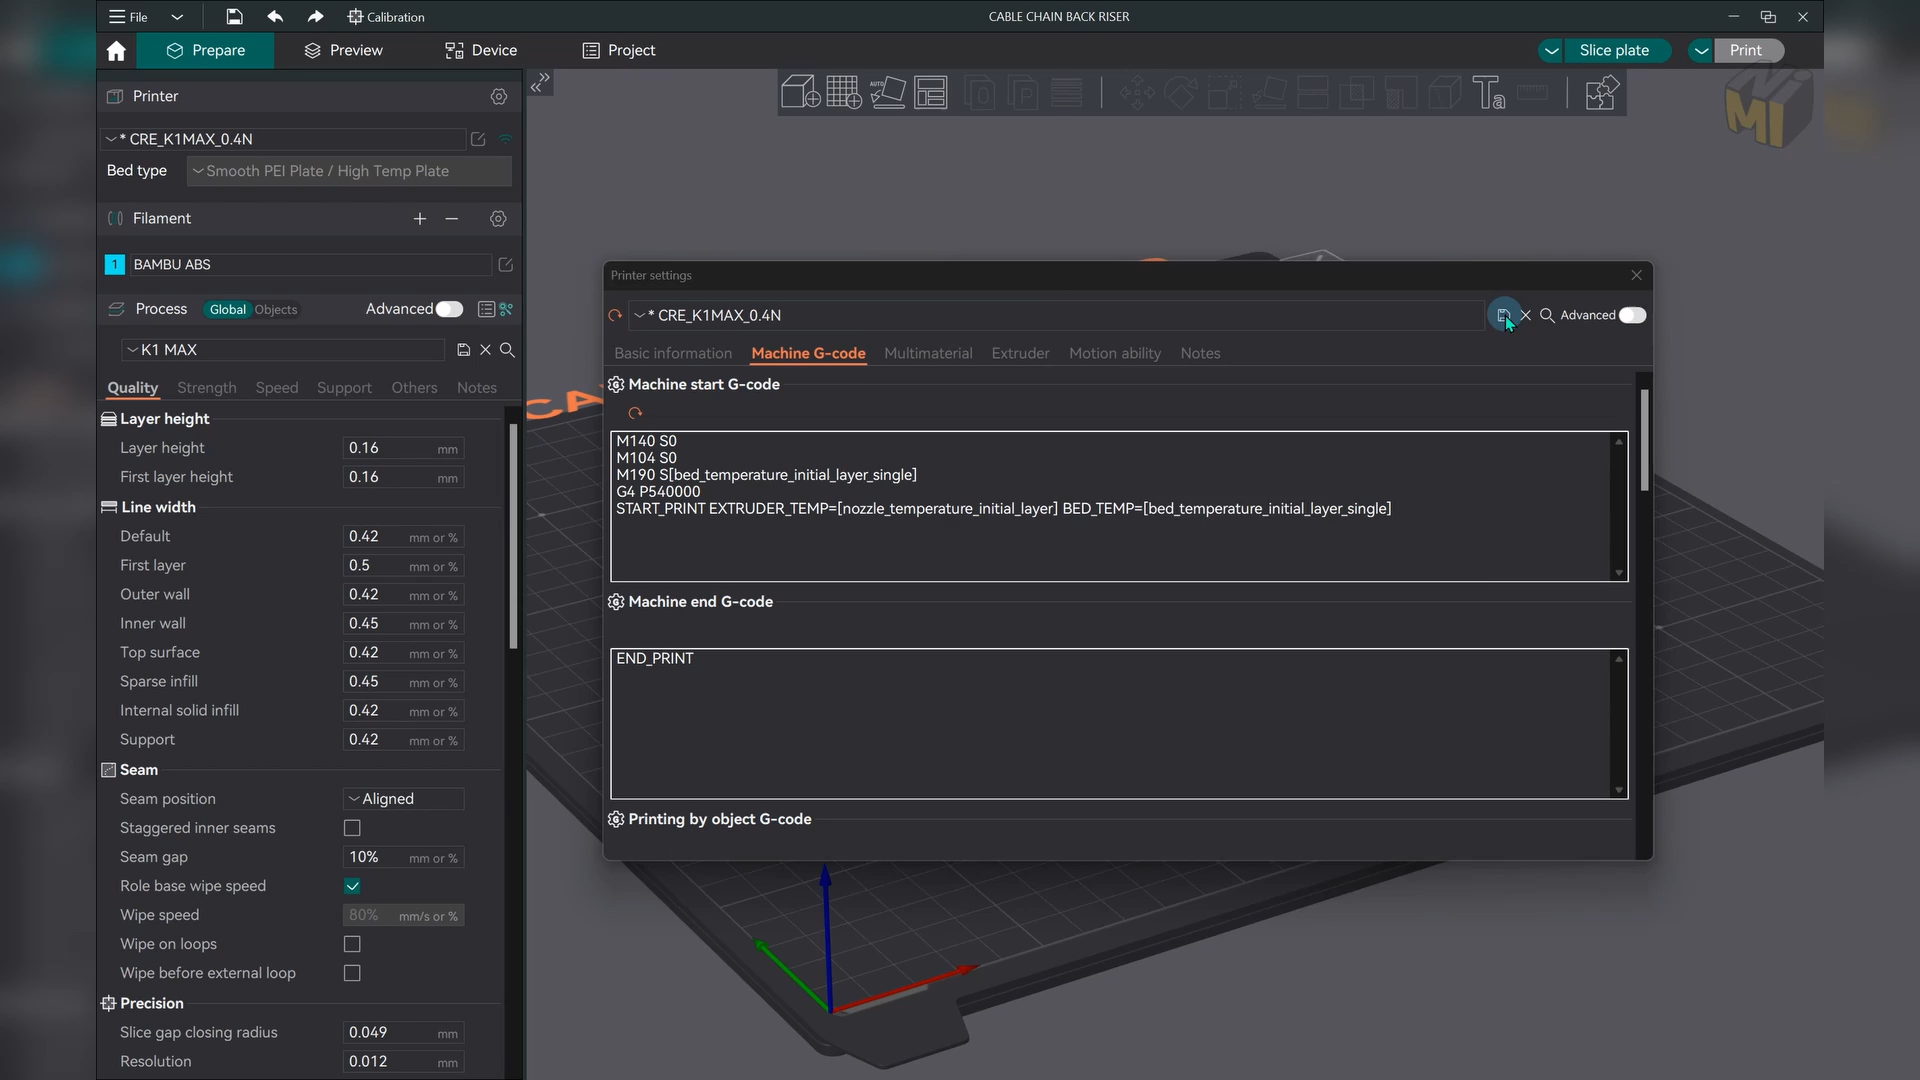 File
Calibration
CABLE CHAIN BACK RISER
Prepare
Preview
Device
Project
Slice plate
Print
Printer
* CRE_K1MAX_0.4N
Bed type
Smooth PEI Plate / High Temp Plate
Filament
1 BAMBU ABS
Process Global Objects Advanced
K1 MAX
Quality Strength Speed Support Others Notes
Layer height
Layer height 0.16 mm
First layer height 0.16 mm
Line width
Default 0.42 mm or %
First layer 0.5 mm or %
Outer wall 0.42 mm or %
Inner wall 0.45 mm or %
Top surface 0.42 mm or %
Sparse infill 0.45 mm or %
Internal solid infill 0.42 mm or %
Support 0.42 mm or %
Seam
Seam position Aligned
Staggered inner seams
Seam gap 10% mm or %
Role base wipe speed
Wipe speed 80% mm/s or %
Wipe on loops
Wipe before external loop
Precision
Slice gap closing radius 0.049 mm
Resolution 0.012 mm
AUTO
Ta
NiMI
CA
Printer settings
* CRE_K1MAX_0.4N
Advanced
Basic information Machine G-code Multimaterial Extruder Motion ability Notes
Machine start G-code
M140 S0
M104 S0
M190 S[bed_temperature_initial_layer_single]
G4 P540000
START_PRINT EXTRUDER_TEMP=[nozzle_temperature_initial_layer] BED_TEMP=[bed_temperature_initial_layer_single]
Machine end G-code
END_PRINT
Printing by object G-code